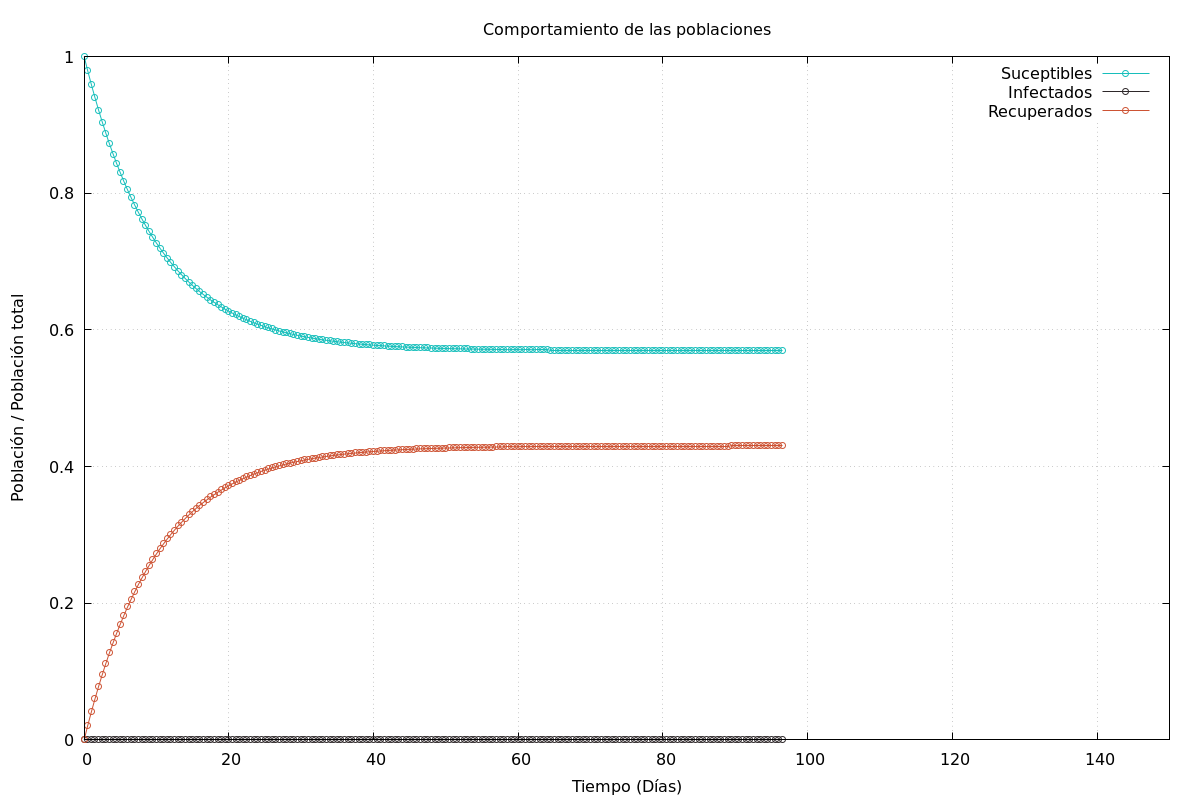 Comportamiento de las poblaciones
Suceptibles
Infectados
Recuperados
1
0.8
0.6
0.4
0.2
0
Población / Población total
0 20 40 60 80 100 120 140
Tiempo (Días)